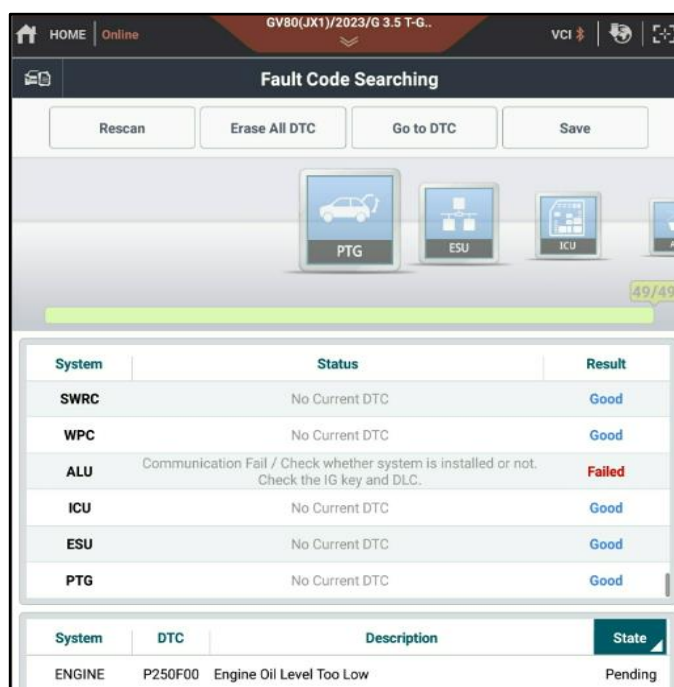 HOME Online GV80(JX1)/2023/G 3.5 T-G.. VCI
Fault Code Searching
Rescan Erase All DTC Go to DTC Save
PTG ESU ICU
49/49
System Status Result
SWRC No Current DTC Good
WPC No Current DTC Good
ALU Communication Fail / Check whether system is installed or not. Failed
Check the IG key and DLC.
ICU No Current DTC Good
ESU No Current DTC Good
PTG No Current DTC Good
System DTC Description State
ENGINE P250F00 Engine Oil Level Too Low Pending